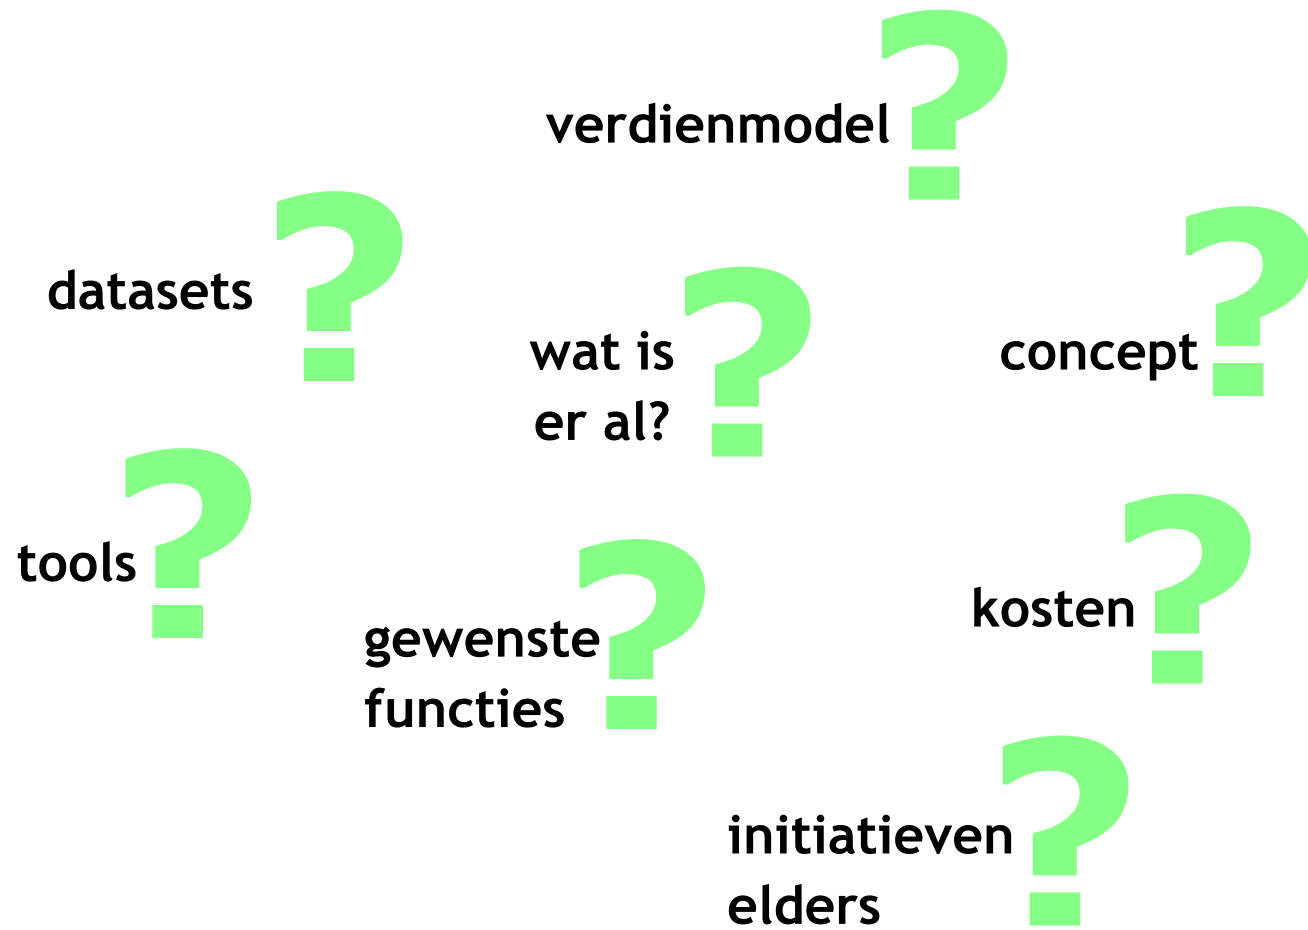 verdienmodel ?
datasets ?
wat is
er al? ?
concept ?
tools ?
gewenste
functies ?
kosten ?
initiatieven
elders ?